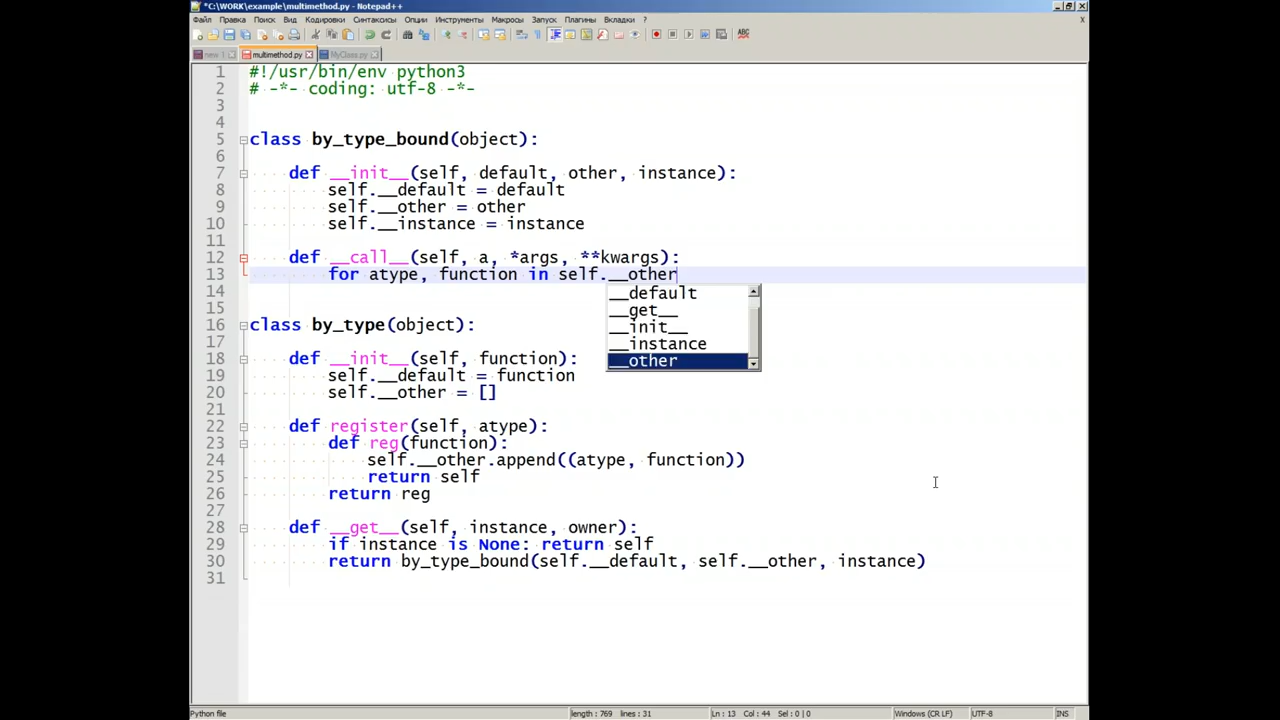 *C:\WORK\example\multimethod.py - Notepad++
Файл Правка Поиск Вид Кодировки Синтаксисы Опции Инструменты Макросы Запуск Плагины Вкладки ?
new 1 multimethod.py MyClass.py
1 #!/usr/bin/env python3
2 # -*- coding: utf-8 -*-
3
4
5 class by_type_bound(object):
6
7 def __init__(self, default, other, instance):
8 self.__default = default
9 self.__other = other
10 self.__instance = instance
11
12 def __call__(self, a, *args, **kwargs):
13 for atype, function in self.__other
__default
__get__
__init__
__instance
__other
14
15
16 class by_type(object):
17
18 def __init__(self, function):
19 self.__default = function
20 self.__other = []
21
22 def register(self, atype):
23 def reg(function):
24 self.__other.append((atype, function))
25 return self
26 return reg
27
28 def __get__(self, instance, owner):
29 if instance is None: return self
30 return by_type_bound(self.__default, self.__other, instance)
31
Python file length : 769 lines : 31 Ln : 13 Col : 44 Sel : 0 | 0 Windows (CR LF) UTF-8 INS